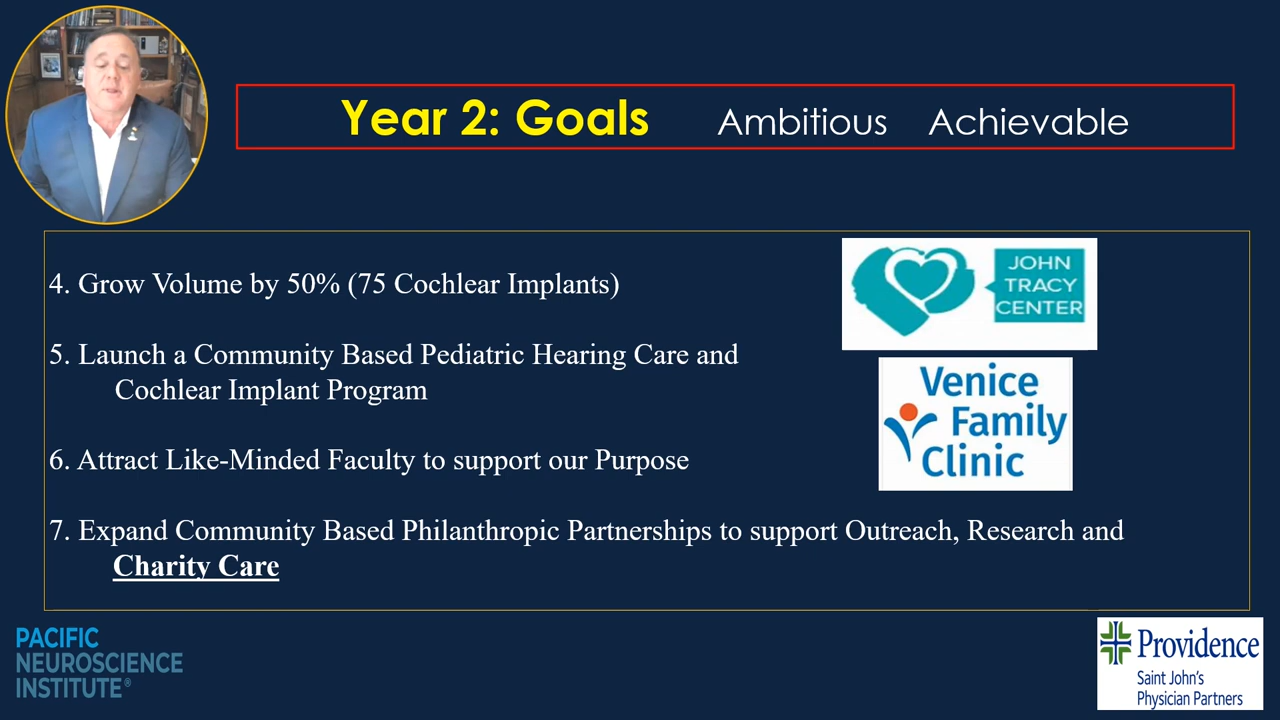 Year 2: Goals Ambitious Achievable
4. Grow Volume by 50% (75 Cochlear Implants)
5. Launch a Community Based Pediatric Hearing Care and
Cochlear Implant Program
6. Attract Like-Minded Faculty to support our Purpose
7. Expand Community Based Philanthropic Partnerships to support Outreach, Research and
Charity Care
JOHN
TRACY
CENTER
Venice
Family
Clinic
PACIFIC
NEUROSCIENCE
INSTITUTE®
Providence
Saint John's
Physician Partners